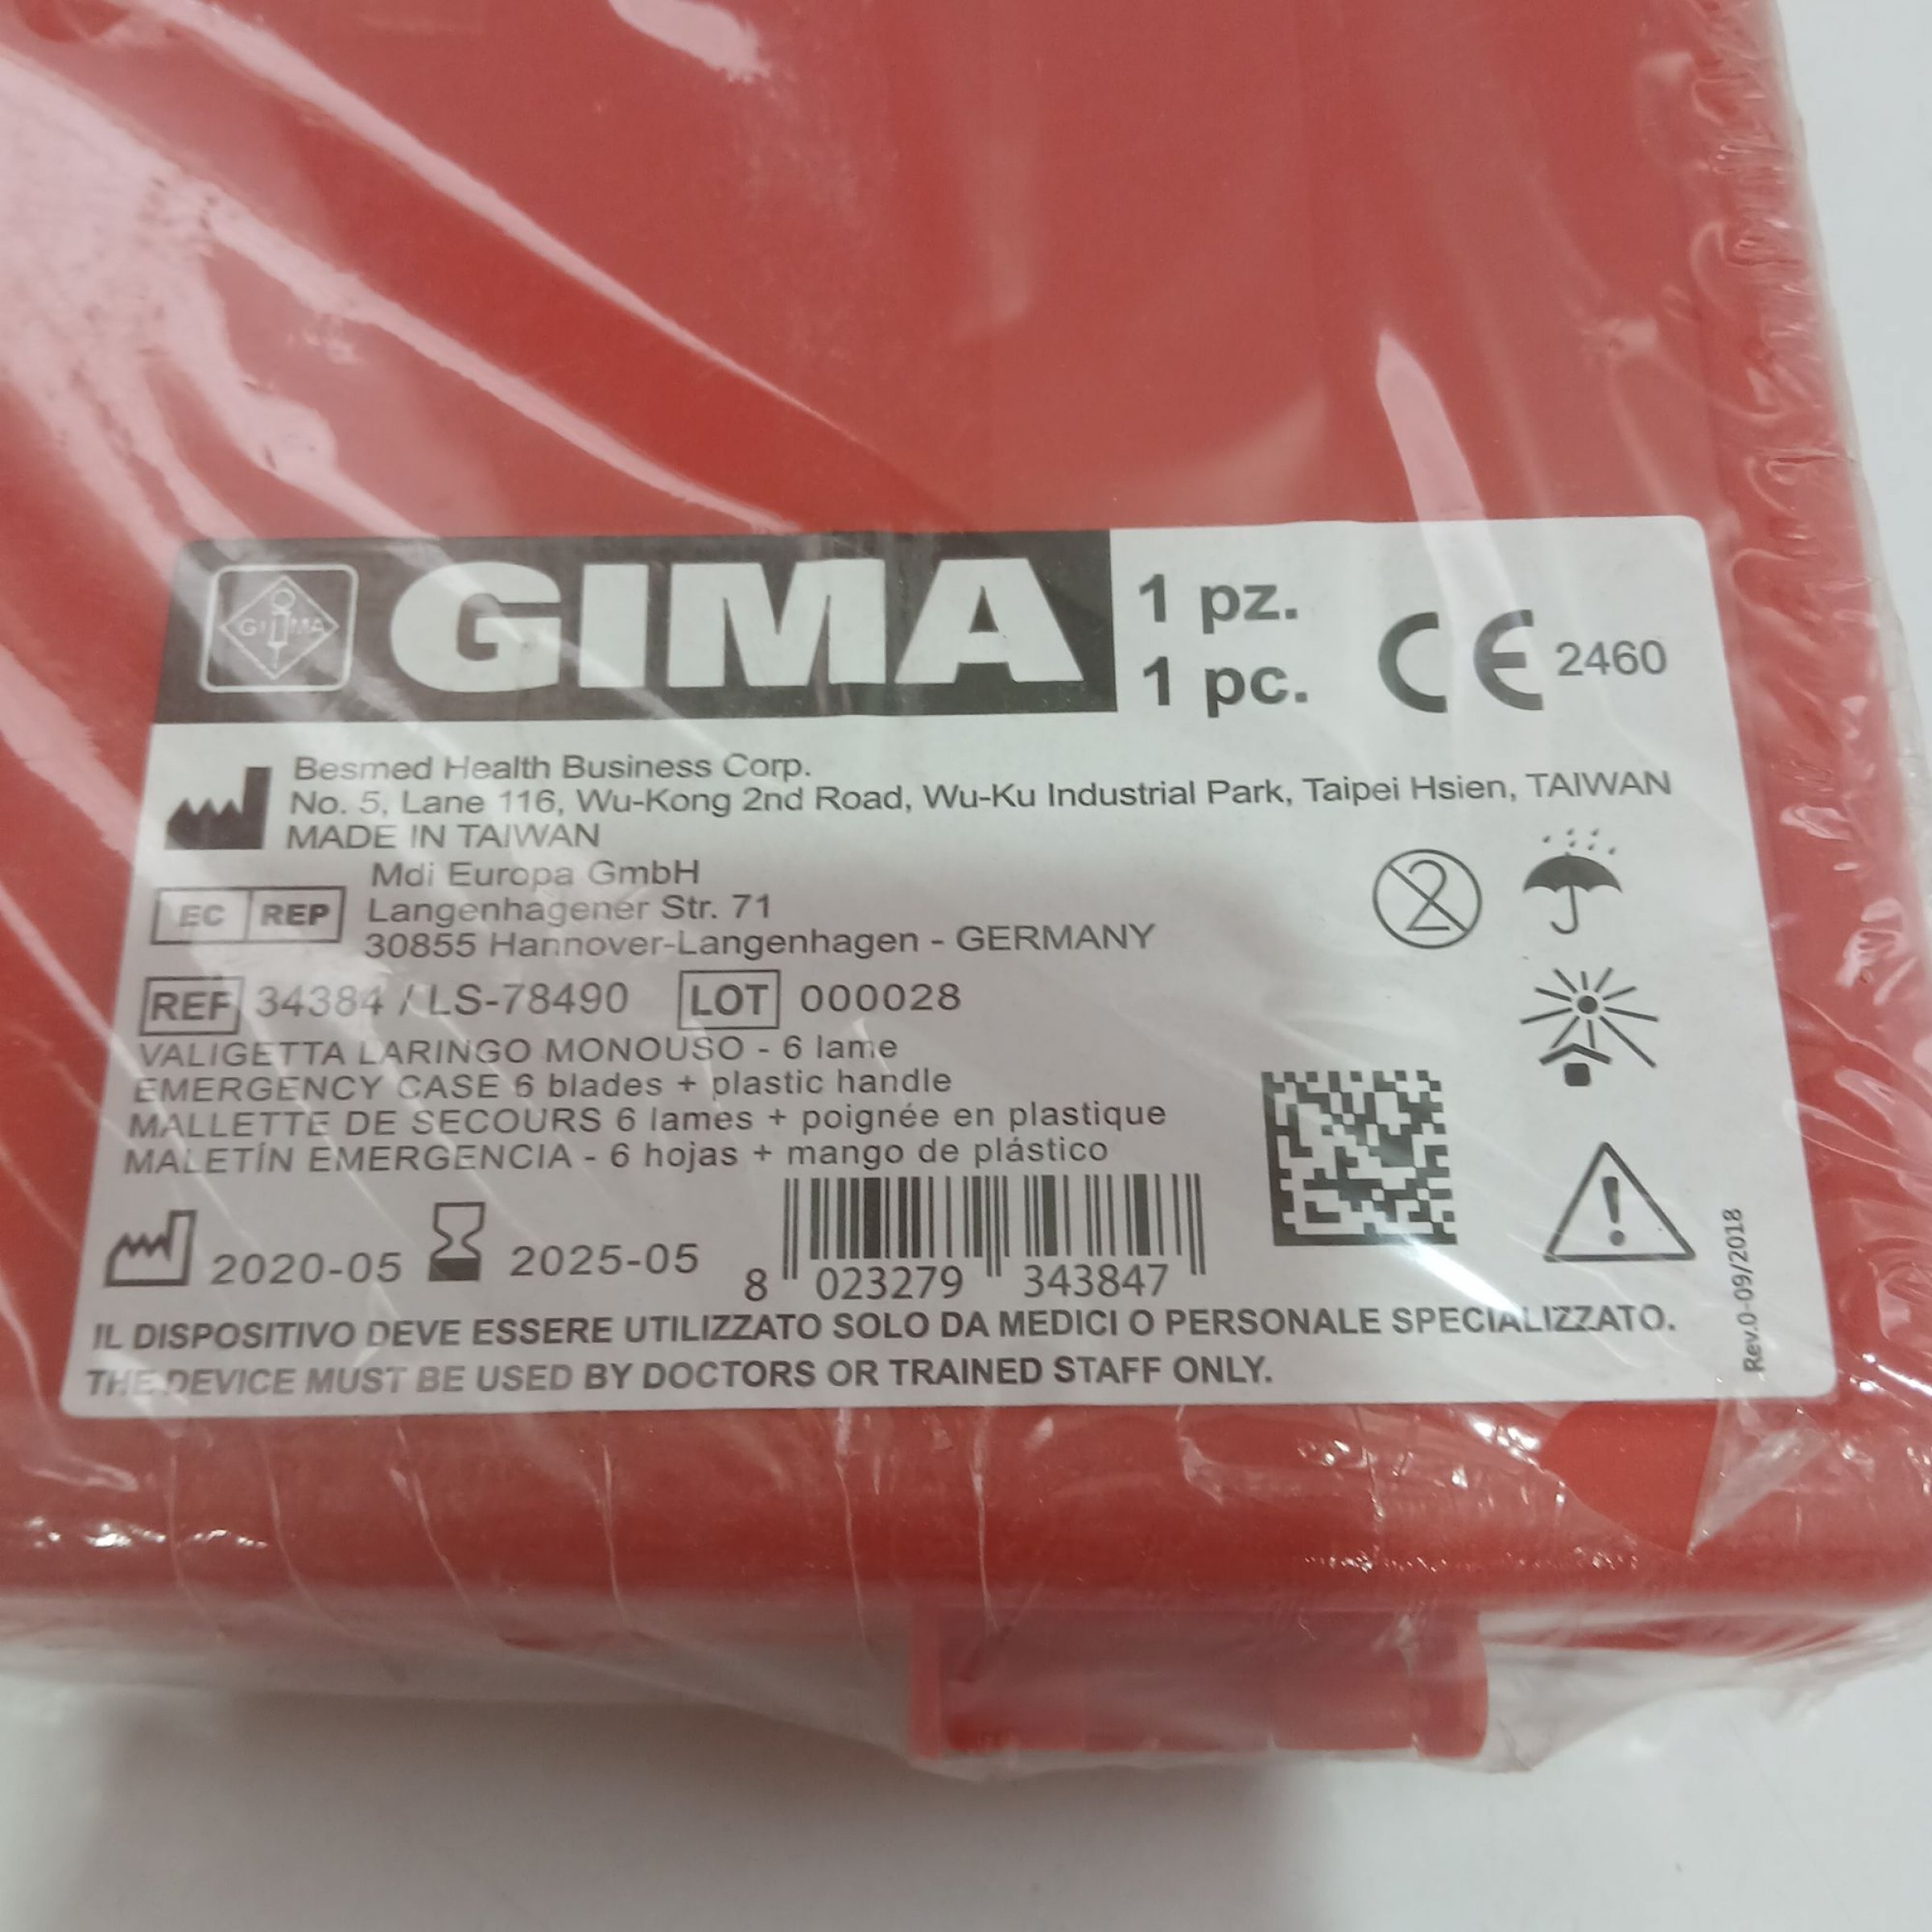 GIMA
GIMA
1 pz.
1 pc.
CE 2460
Besmed Health Business Corp.
No. 5, Lane 116, Wu-Kong 2nd Road, Wu-Ku Industrial Park, Taipei Hsien, TAIWAN
MADE IN TAIWAN
Mdi Europa GmbH
EC REP Langenhagener Str. 71
30855 Hannover-Langenhagen - GERMANY
2
REF 34384 / LS-78490 LOT 000028
VALIGETTA LARINGO MONOUSO - 6 lame
EMERGENCY CASE 6 blades + plastic handle
MALLETTE DE SECOURS 6 lames + poignée en plastique
MALETÍN EMERGENCIA - 6 hojas + mango de plástico
2020-05 2025-05
8 023279 343847
IL DISPOSITIVO DEVE ESSERE UTILIZZATO SOLO DA MEDICI O PERSONALE SPECIALIZZATO.
THE DEVICE MUST BE USED BY DOCTORS OR TRAINED STAFF ONLY.
Rev.0-09/2018